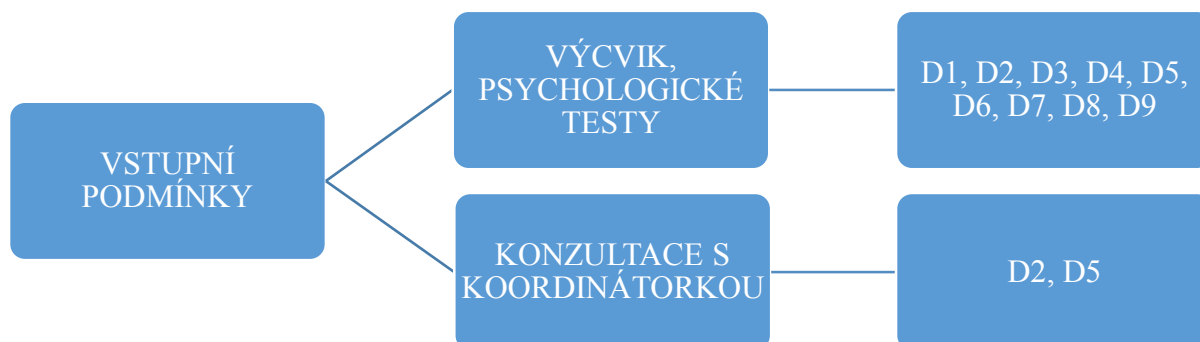 VSTUPNÍ
PODMÍNKY
VÝCVIK,
PSYCHOLOGICKÉ
TESTY
D1, D2, D3, D4, D5,
D6, D7, D8, D9
KONZULTACE S
KOORDINÁTORKOU
D2, D5